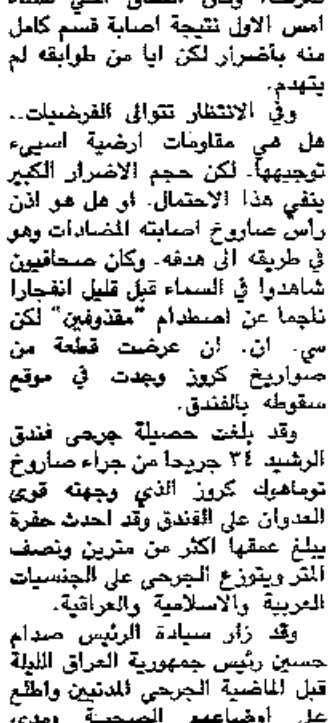 امس الاول نتيجة اصابة قسم كامل
منه بأضرار لكن ايا من طوابقه لم
يتهدم.
وفي الانتظار تتوالى الفرضيات..
هل هي مقاومات ارضية اسيىء
توجيهها. لكن حجم الاضرار الكبير
ينفي هذا الاحتمال. او هل هو اذن
رأس صاروخ اصابته المضادات وهو
في طريقه الى هدفه. وكان صحافيون
شاهدوا في السماء قبل قليل انفجارا
ناجما عن اصطدام "مقذوفين" لكن
سي. ان. ان عرضت قطعة من
صواريخ كروز وجدت في موقع
سقوطه بالفندق.
وقد بلغت حصيلة جرحى فندق
الرشيد ٣٤ جريحا من جراء صاروخ
توماهوك كروز الذي وجهته قوى
العدوان على الفندق وقد احدث حفرة
يبلغ عمقها اكثر من مترين ونصف
المتر ويتوزع الجرحى على الجنسيات
العربية والاسلامية والعراقية.
وقد زار سيادة الرئيس صدام
حسين رئيس جمهورية العراق الليلة
قبل الماضية الجرحى المدنيين واطلع
على اوضاعهم الصحية ومدى